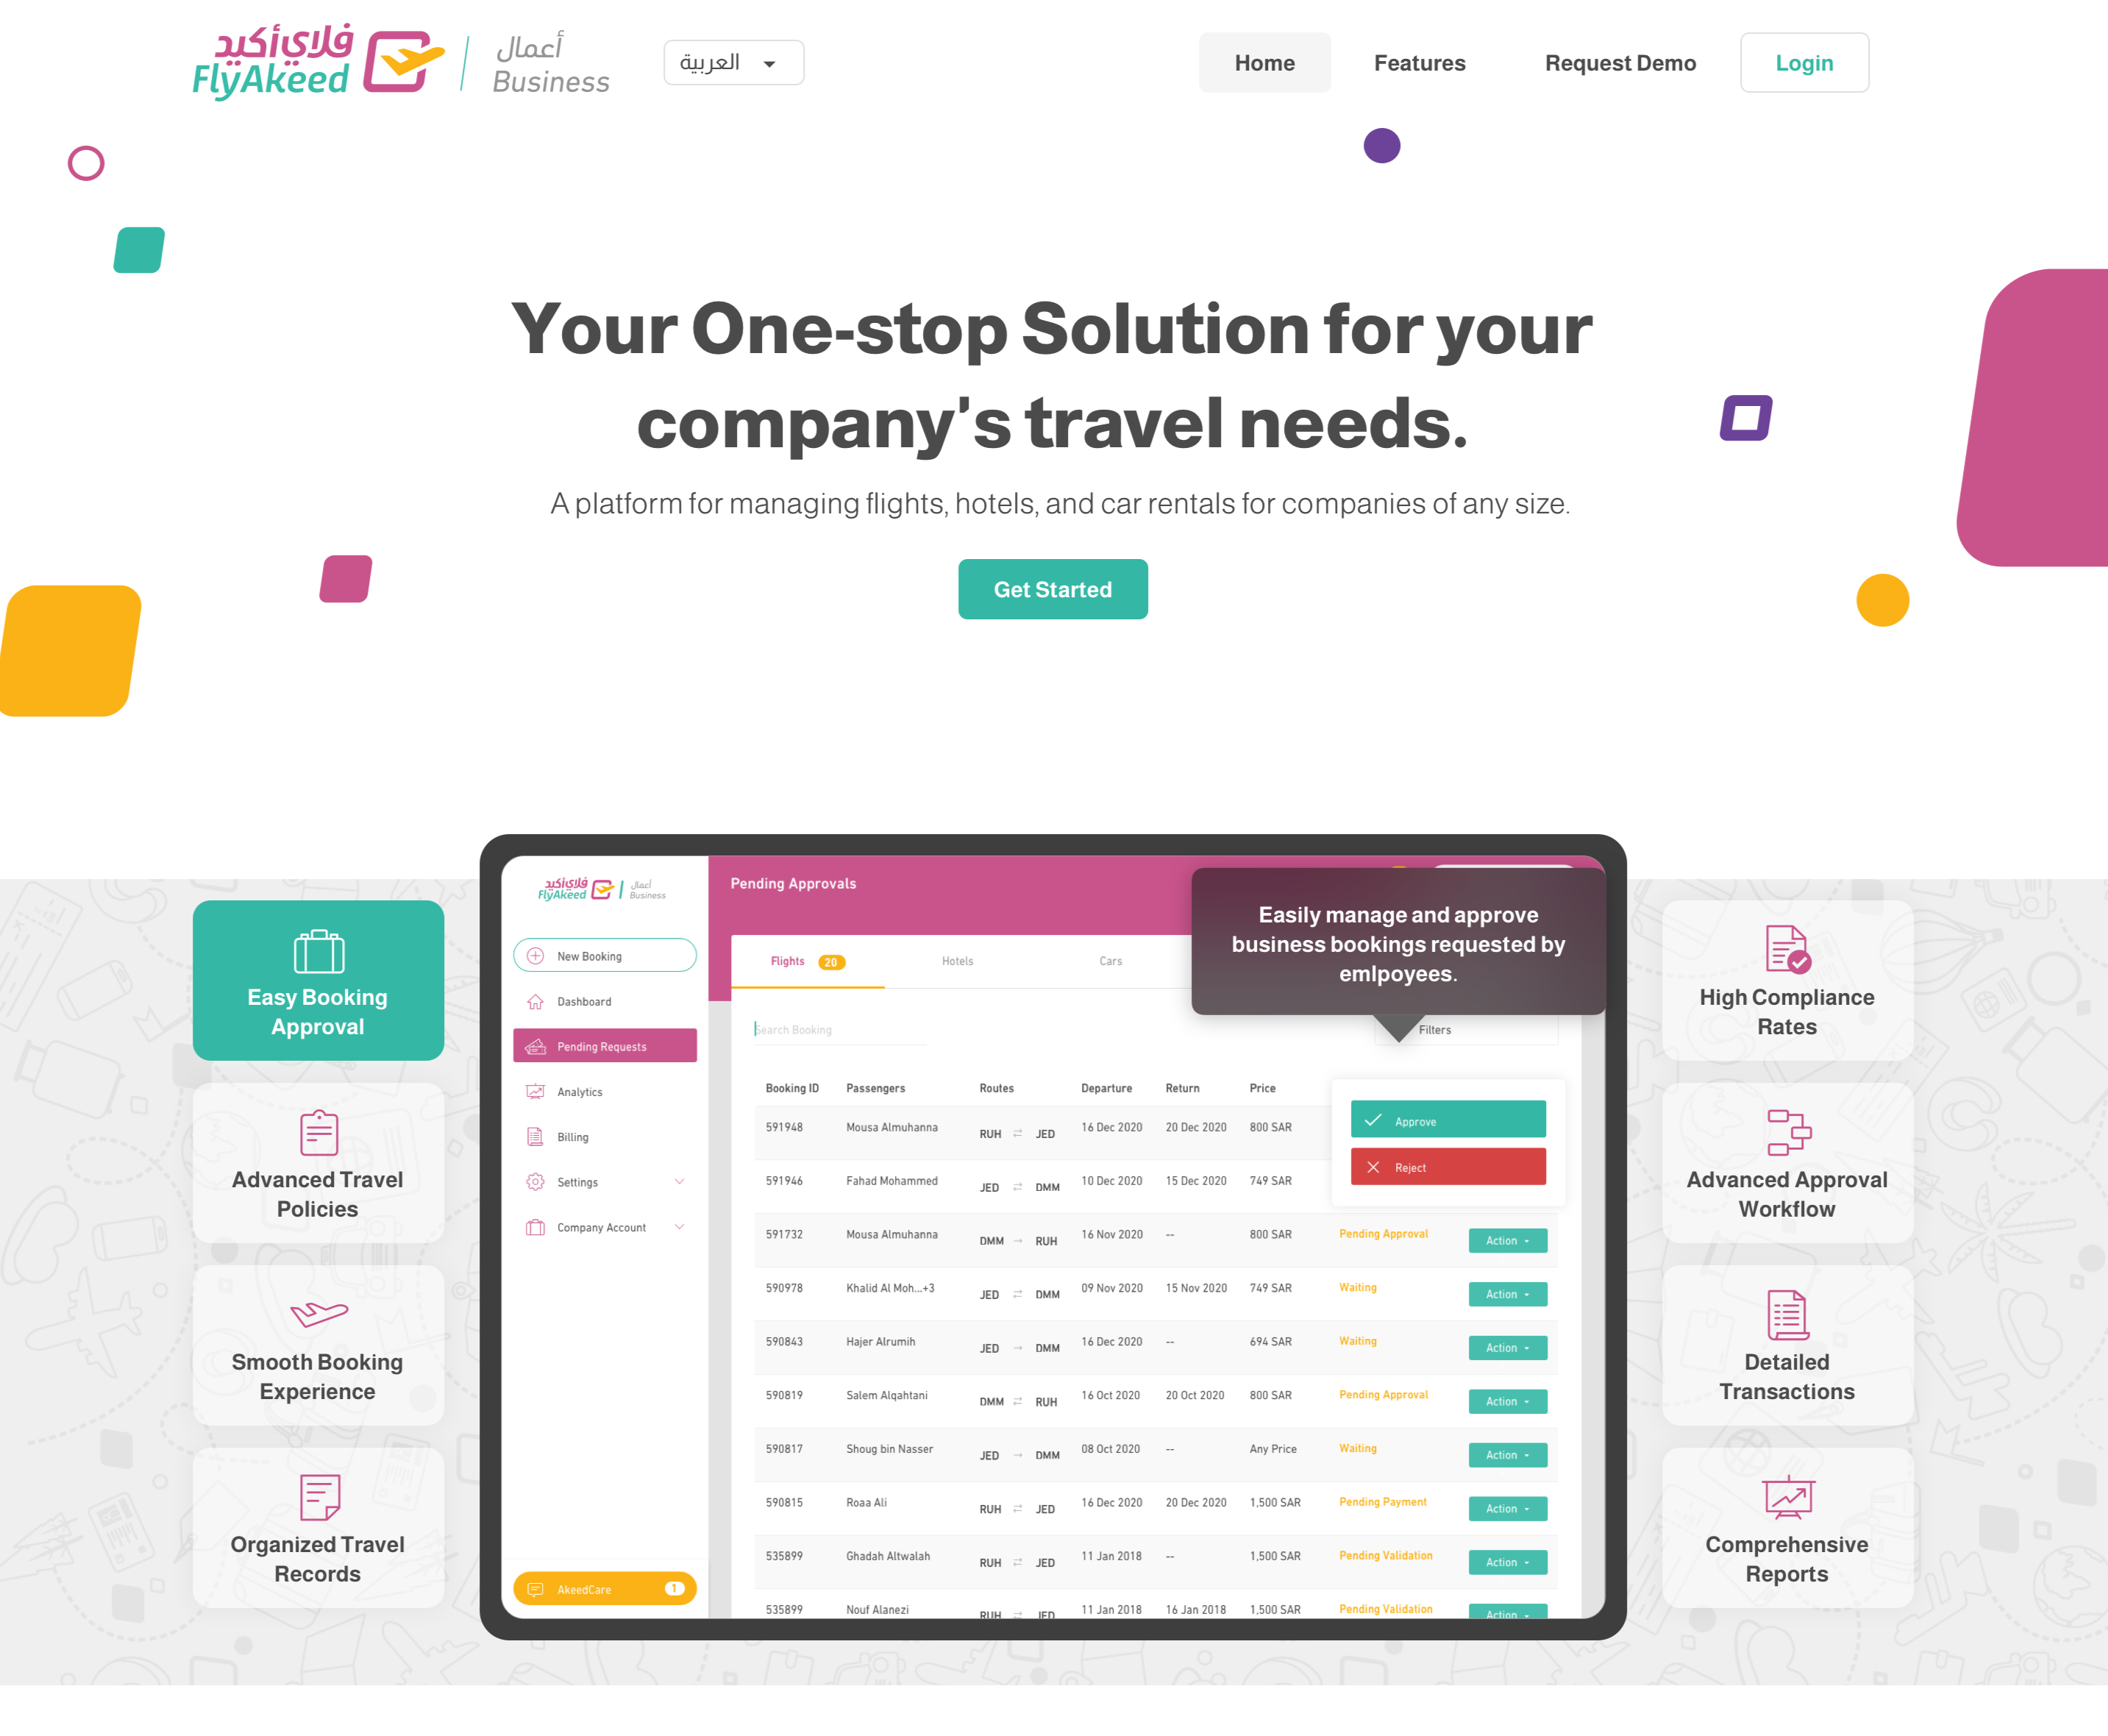 فلاي أكيد
FlyAkeed
أعمال
Business
العربية
Home
Features
Request Demo
Login
Your One-stop Solution for your
company's travel needs.
A platform for managing flights, hotels, and car rentals for companies of any size.
Get Started
Easy Booking
Approval
Advanced Travel
Policies
Smooth Booking
Experience
Organized Travel
Records
فلاي أكيد
FlyAkeed
أعمال
Business
New Booking
Dashboard
Pending Requests
Analytics
Billing
Settings
Company Account
AkeedCare 1
Pending Approvals
Easily manage and approve
business bookings requested by
emlpoyees.
Flights 20 Hotels Cars
Search Booking
Filters
Booking ID Passengers Routes Departure Return Price
591948 Mousa Almuhanna RUH ⇄ JED 16 Dec 2020 20 Dec 2020 800 SAR
Approve
Reject
591946 Fahad Mohammed JED ⇄ DMM 10 Dec 2020 15 Dec 2020 749 SAR
591732 Mousa Almuhanna DMM → RUH 16 Nov 2020 -- 800 SAR Pending Approval Action
590978 Khalid Al Moh...+3 JED ⇄ DMM 09 Nov 2020 15 Nov 2020 749 SAR Waiting Action
590843 Hajer Alrumih JED → DMM 16 Dec 2020 -- 694 SAR Waiting Action
590819 Salem Alqahtani DMM ⇄ RUH 16 Oct 2020 20 Oct 2020 800 SAR Pending Approval Action
590817 Shoug bin Nasser JED → DMM 08 Oct 2020 -- Any Price Waiting Action
590815 Roaa Ali RUH ⇄ JED 16 Dec 2020 20 Dec 2020 1,500 SAR Pending Payment Action
535899 Ghadah Altwalah RUH ⇄ JED 11 Jan 2018 -- 1,500 SAR Pending Validation Action
535899 Nouf Alanezi RUH ⇄ JED 11 Jan 2018 16 Jan 2018 1,500 SAR Pending Validation Action
High Compliance
Rates
Advanced Approval
Workflow
Detailed
Transactions
Comprehensive
Reports